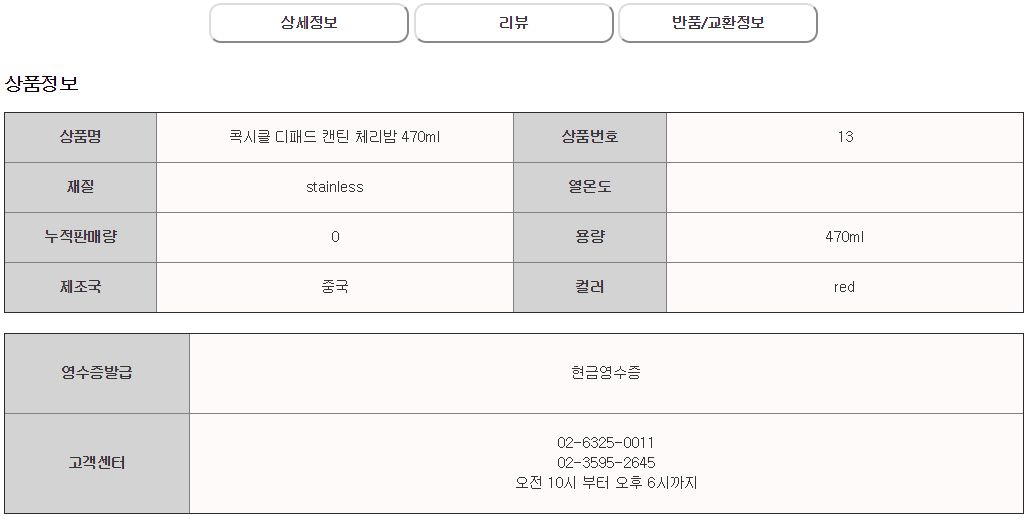 상세정보
리뷰
반품/교환정보
상품정보
상품명 콕시클 디패드 캔틴 체리밤 470ml 상품번호 13
재질 stainless 열온도
누적판매량 0 용량 470ml
제조국 중국 컬러 red
영수증발급 현금영수증
02-6325-0011
고객센터 02-3595-2645
오전 10시 부터 오후 6시까지